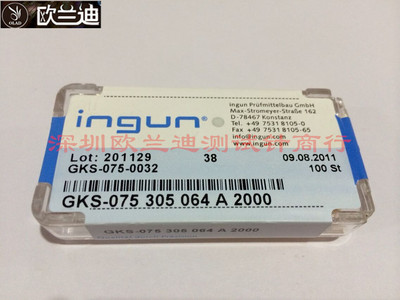 OLAD 欧兰迪
ingun
ingun Prüfmittelbau GmbH
Max-Stromeyer-Straße 162
D-78467 Konstanz
Tel. +49 7531 8105-0
Fax +49 7531 8105-65
info@ingun.com
www.ingun.com
深圳欧兰迪测试针商行
Lot: 201129 38 09.08.2011
GKS-075-0032 100 St
GKS-075 305 064 A 2000
GKS-075 305 064 A 2000